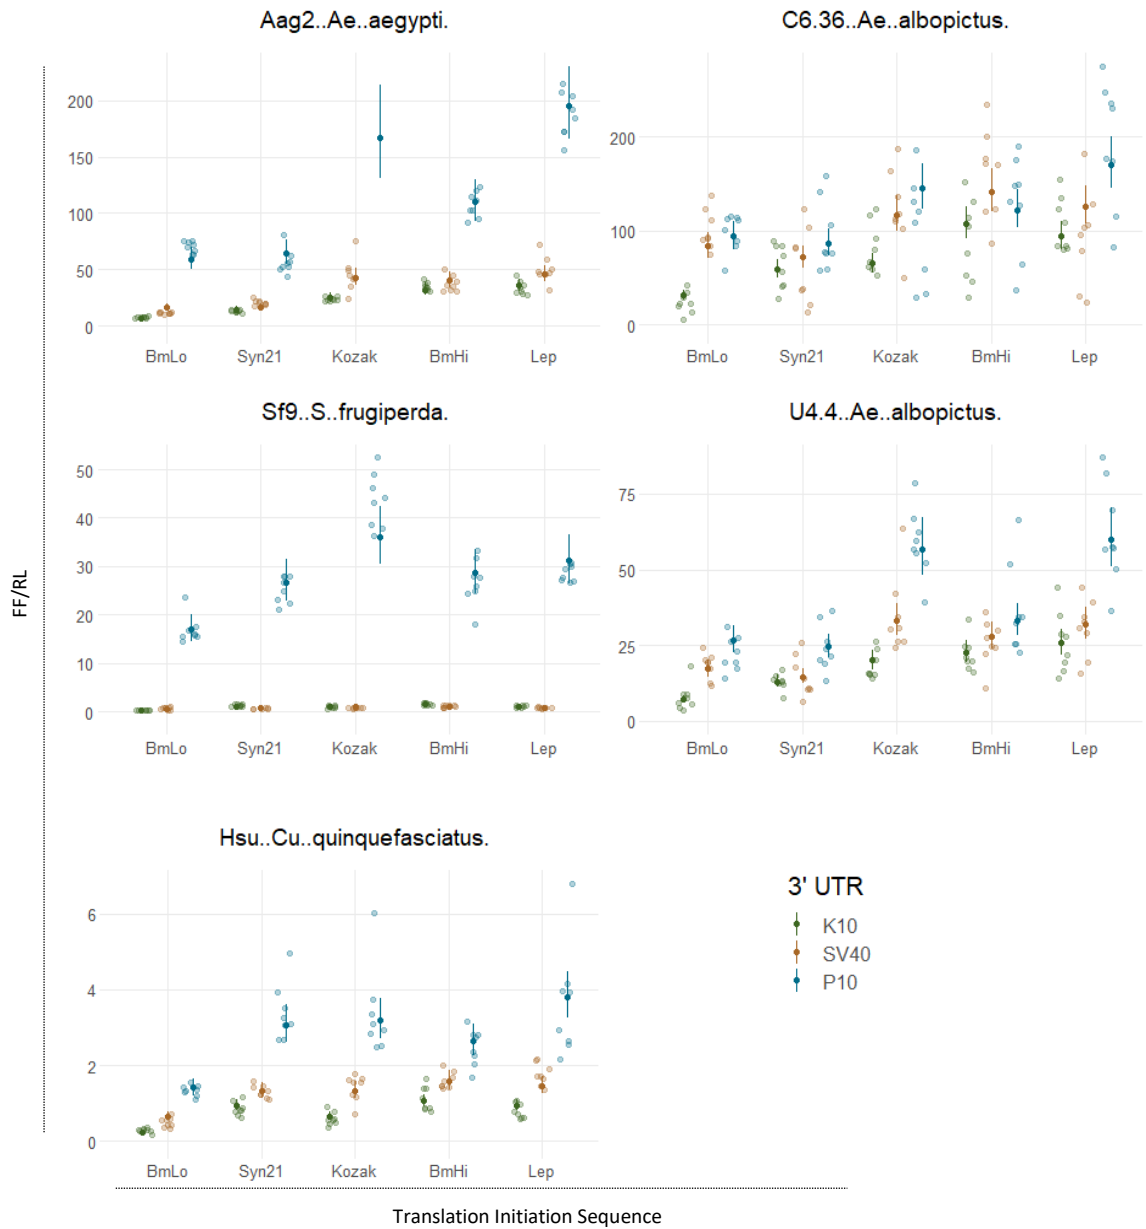 Aag2..Ae..aegypti.
C6.36..Ae..albopictus.
200
150
100
50
0
BmLo Syn21 Kozak BmHi Lep
200
100
0
BmLo Syn21 Kozak BmHi Lep
Sf9..S..frugiperda.
U4.4..Ae..albopictus.
50
40
30
20
10
0
BmLo Syn21 Kozak BmHi Lep
75
50
25
0
BmLo Syn21 Kozak BmHi Lep
FF/RL
Hsu..Cu..quinquefasciatus.
6
4
2
0
BmLo Syn21 Kozak BmHi Lep
3' UTR
K10
SV40
P10
Translation Initiation Sequence